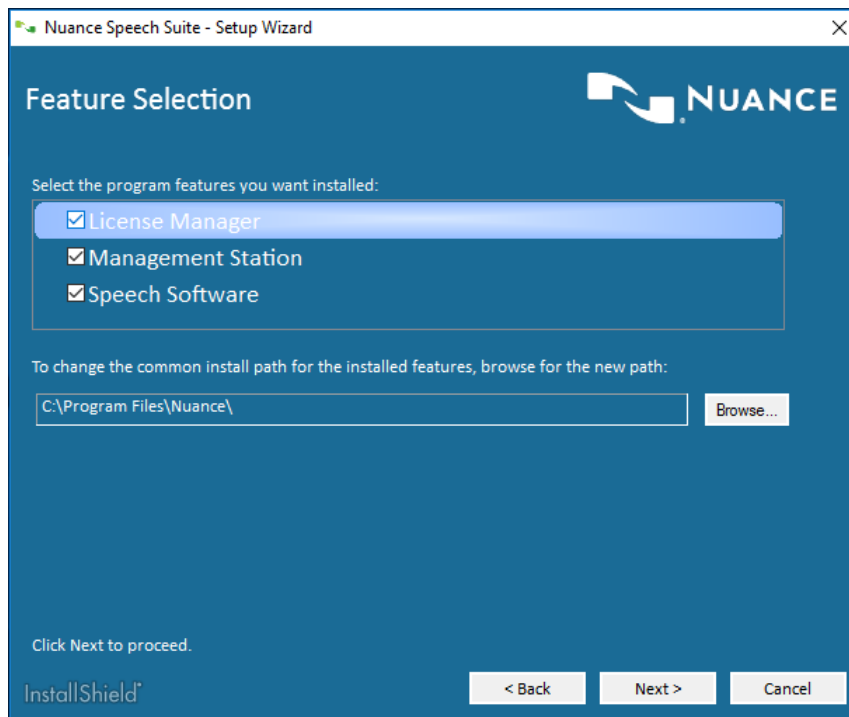 Nuance Speech Suite - Setup Wizard
Feature Selection
NUANCE
Select the program features you want installed:
License Manager
Management Station
Speech Software
To change the common install path for the installed features, browse for the new path:
C:\Program Files\Nuance\
Browse...
Click Next to proceed.
InstallShield
< Back
Next >
Cancel